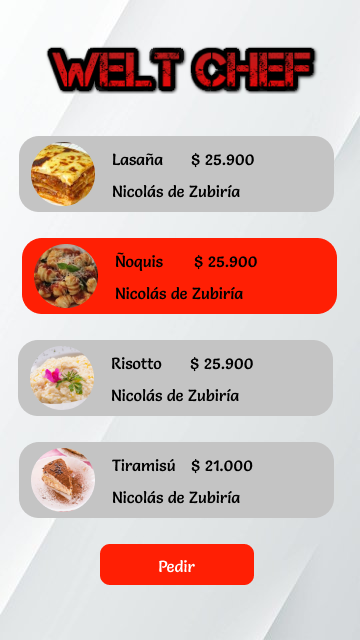 WELT CHEF
Lasaña $ 25.900
Nicolás de Zubiría
Ñoquis $ 25.900
Nicolás de Zubiría
Risotto $ 25.900
Nicolás de Zubiría
Tiramisú $ 21.000
Nicolás de Zubiría
Pedir